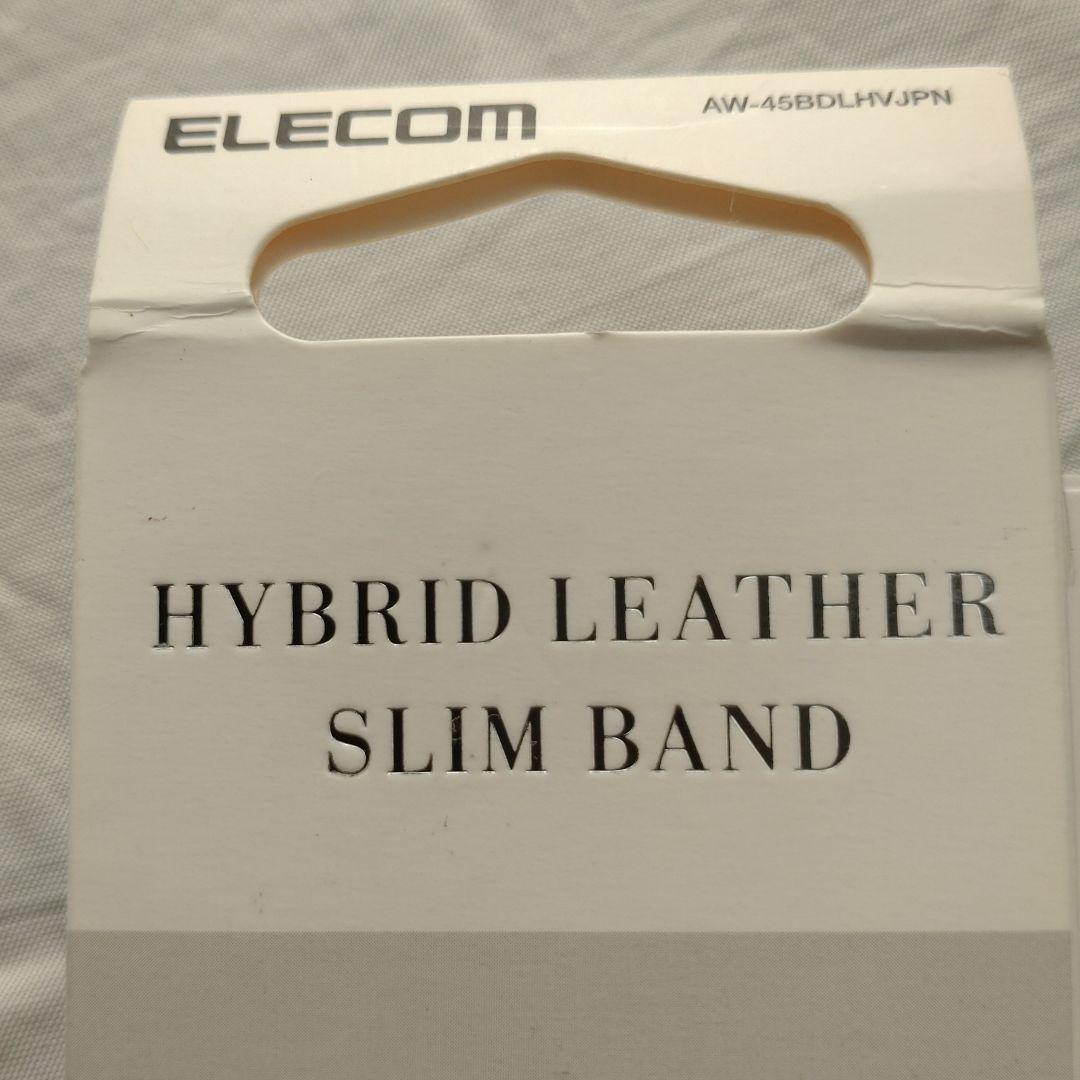 ELECOM
AW-45BDLHVJPN
HYBRID LEATHER
SLIM BAND